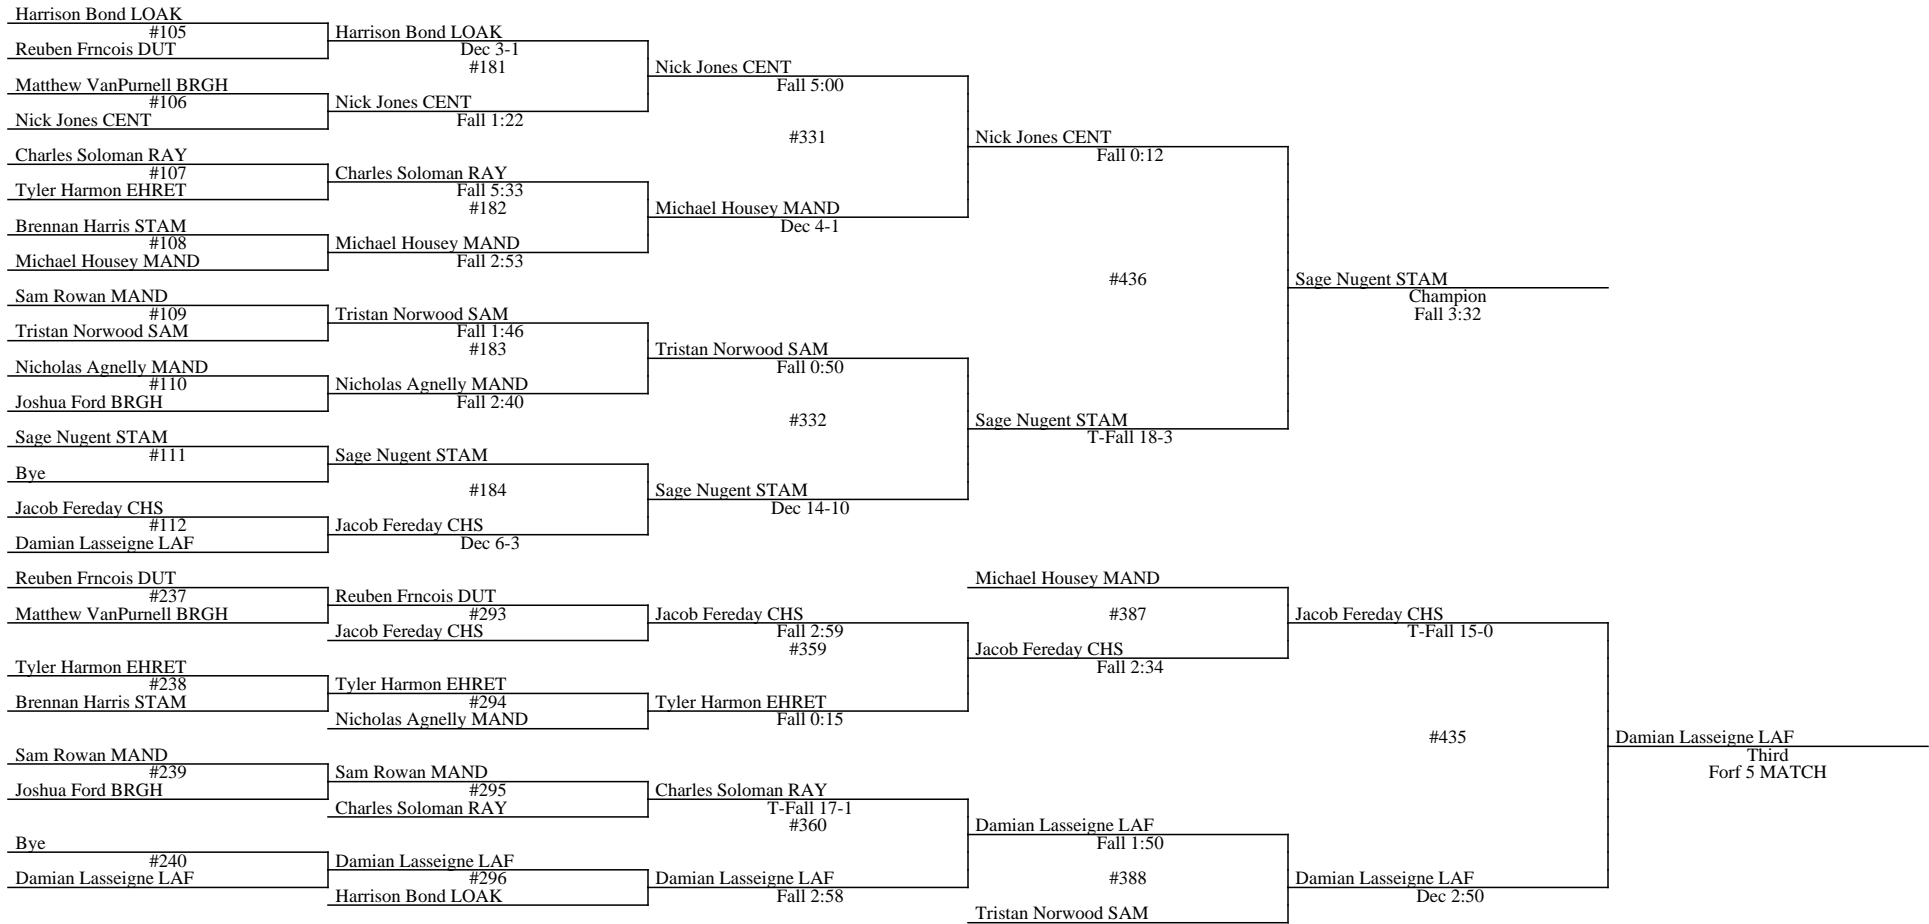 Harrison Bond LOAK
#105
Reuben Frncois DUT
Matthew VanPurnell BRGH
#106
Nick Jones CENT
Charles Soloman RAY
#107
Tyler Harmon EHRET
Brennan Harris STAM
#108
Michael Housey MAND
Sam Rowan MAND
#109
Tristan Norwood SAM
Nicholas Agnelly MAND
#110
Joshua Ford BRGH
Sage Nugent STAM
#111
Bye
Jacob Fereday CHS
#112
Damian Lasseigne LAF
Harrison Bond LOAK
Dec 3-1
#181
Nick Jones CENT
Fall 1:22
Charles Soloman RAY
Fall 5:33
#182
Michael Housey MAND
Fall 2:53
Tristan Norwood SAM
Fall 1:46
#183
Nicholas Agnelly MAND
Fall 2:40
Sage Nugent STAM
#184
Jacob Fereday CHS
Dec 6-3
Nick Jones CENT
Fall 5:00
#331
Michael Housey MAND
Dec 4-1
Tristan Norwood SAM
Fall 0:50
#332
Sage Nugent STAM
Dec 14-10
Nick Jones CENT
Fall 0:12
#436
Sage Nugent STAM
T-Fall 18-3
Sage Nugent STAM
Champion
Fall 3:32
Reuben Frncois DUT
#237
Matthew VanPurnell BRGH
Tyler Harmon EHRET
#238
Brennan Harris STAM
Sam Rowan MAND
#239
Joshua Ford BRGH
Bye
#240
Damian Lasseigne LAF
Reuben Frncois DUT
#293
Jacob Fereday CHS
Tyler Harmon EHRET
#294
Nicholas Agnelly MAND
Sam Rowan MAND
#295
Charles Soloman RAY
Damian Lasseigne LAF
#296
Harrison Bond LOAK
Jacob Fereday CHS
Fall 2:59
#359
Tyler Harmon EHRET
Fall 0:15
Charles Soloman RAY
T-Fall 17-1
#360
Damian Lasseigne LAF
Fall 2:58
Michael Housey MAND
#387
Jacob Fereday CHS
Fall 2:34
Damian Lasseigne LAF
Fall 1:50
#388
Tristan Norwood SAM
Jacob Fereday CHS
T-Fall 15-0
#435
Damian Lasseigne LAF
Dec 2:50
Damian Lasseigne LAF
Third
Forf 5 MATCH